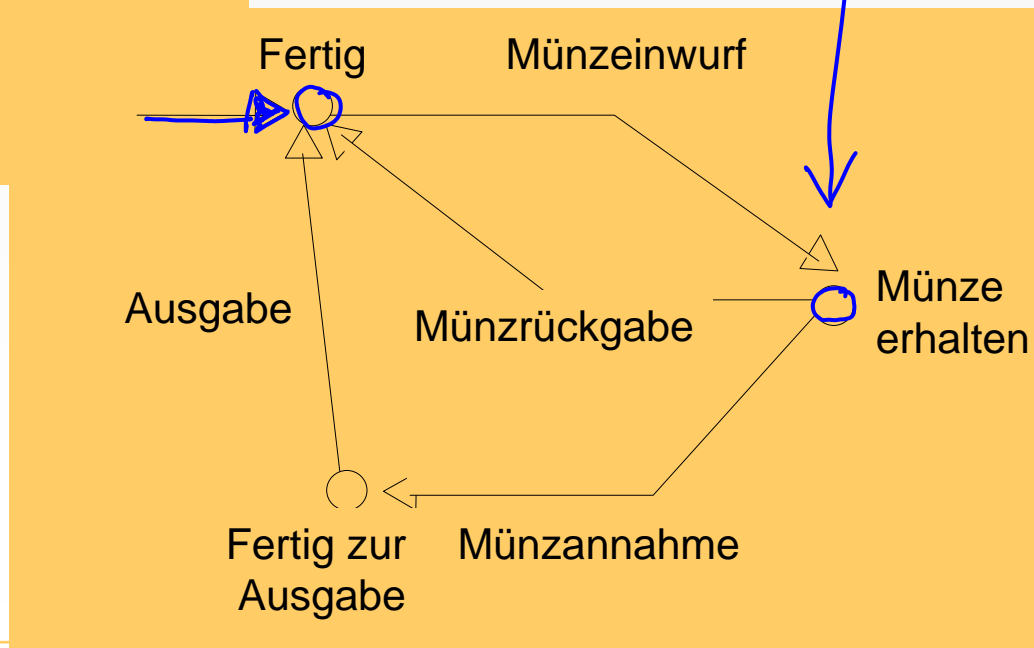 Fertig
Münzeinwurf
Ausgabe
Münzrückgabe
Münze
erhalten
Fertig zur
Ausgabe
Münzannahme